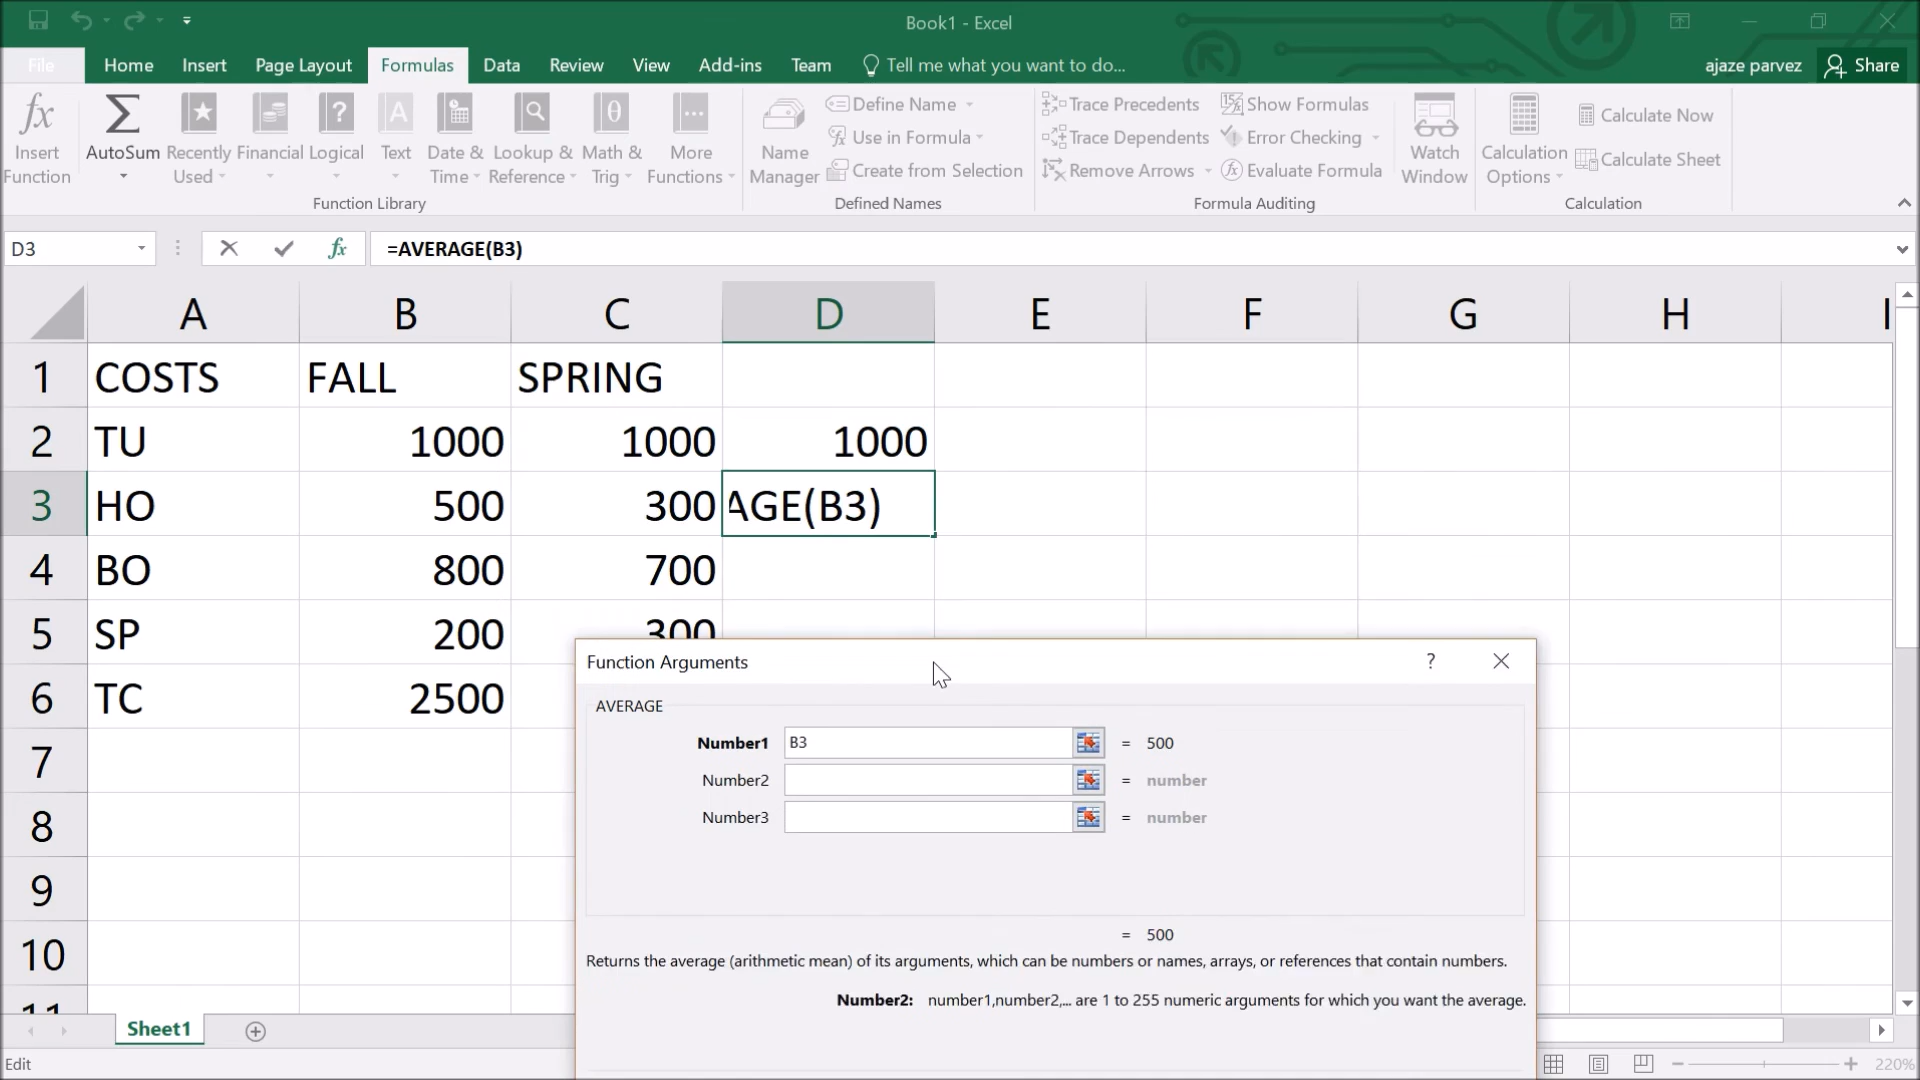 Book1 - Excel
File Home Insert Page Layout Formulas Data Review View Add-ins Team Tell me what you want to do... ajaze parvez Share
Insert Function
AutoSum
Recently Used
Financial
Logical
Text
Date & Time
Lookup & Reference
Math & Trig
More Functions
Function Library
Name Manager
Define Name
Use in Formula
Create from Selection
Defined Names
Trace Precedents
Trace Dependents
Remove Arrows
Show Formulas
Error Checking
Evaluate Formula
Formula Auditing
Watch Window
Calculation Options
Calculate Now
Calculate Sheet
Calculation
D3 fx =AVERAGE(B3)
A B C D E F G H I
1 COSTS FALL SPRING
2 TU 1000 1000 1000
3 HO 500 300 AGE(B3)
4 BO 800 700
5 SP 200 300
6 TC 2500
7
8
9
10
11
Function Arguments ?
AVERAGE
Number1 B3 = 500
Number2 = number
Number3 = number
= 500
Returns the average (arithmetic mean) of its arguments, which can be numbers or names, arrays, or references that contain numbers.
Number2: number1,number2,... are 1 to 255 numeric arguments for which you want the average.
Sheet1
Edit
220%